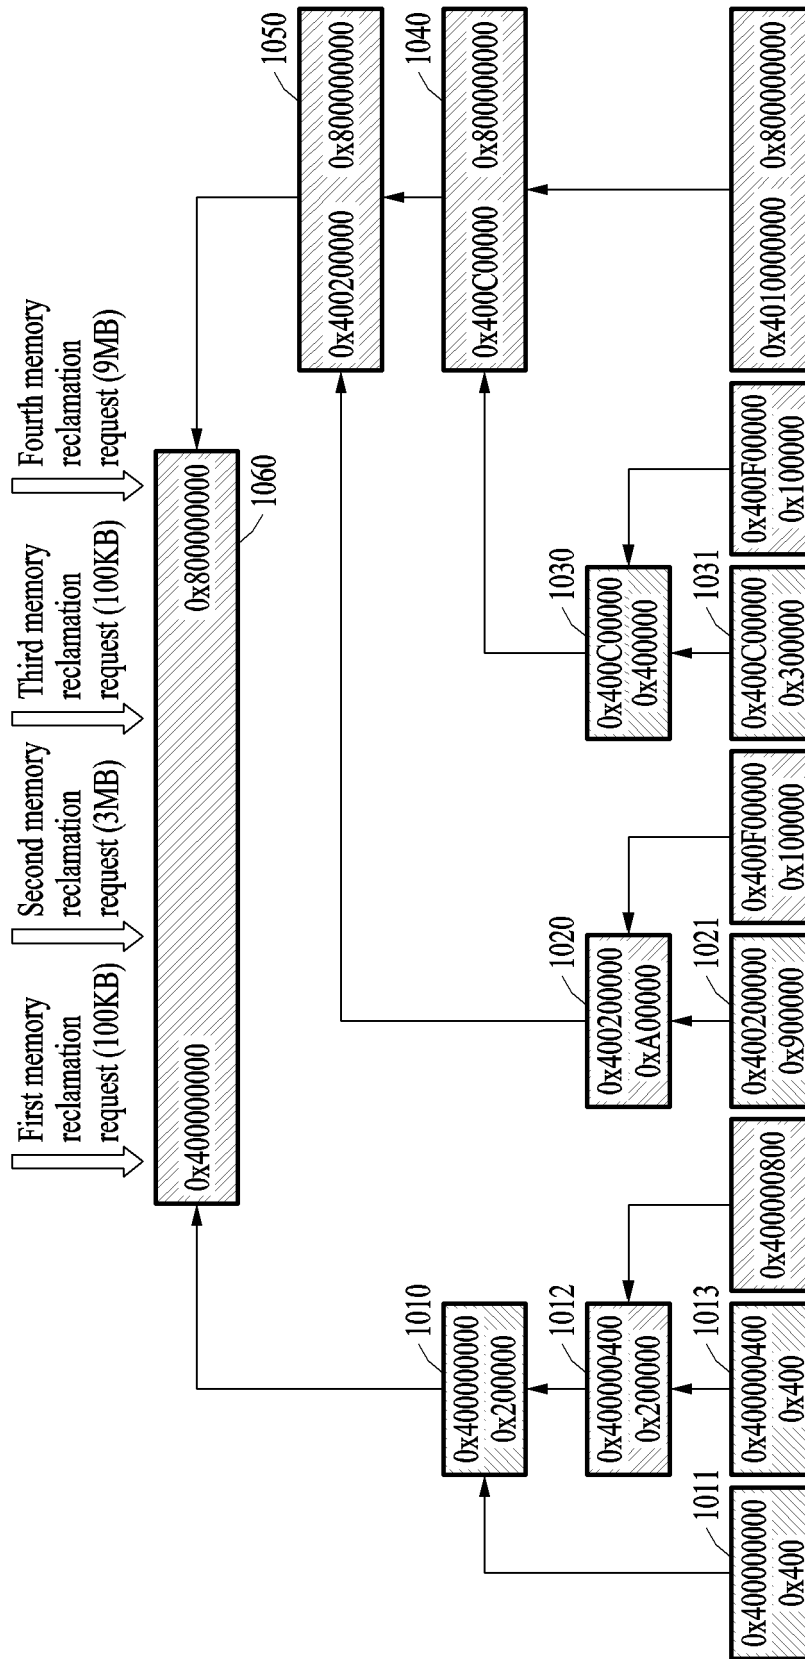 First memory
reclamation
request (100KB)
Second memory
reclamation
request (3MB)
Third memory
reclamation
request (100KB)
Fourth memory
reclamation
request (9MB)
0x400000000
0x800000000
1060
1050
0x400200000
0x800000000
1010
0x400000000
0x200000
1040
0x400C00000
0x800000000
1012
0x400000400
0x200000
1020
0x400200000
0xA00000
1030
0x400C00000
0x400000
1011
0x400000000
0x400
1013
0x400000400
0x400
0x400000800
1021
0x400200000
0x900000
0x400F00000
0x100000
1031
0x400C00000
0x300000
0x400F00000
0x100000
0x4010000000
0x800000000